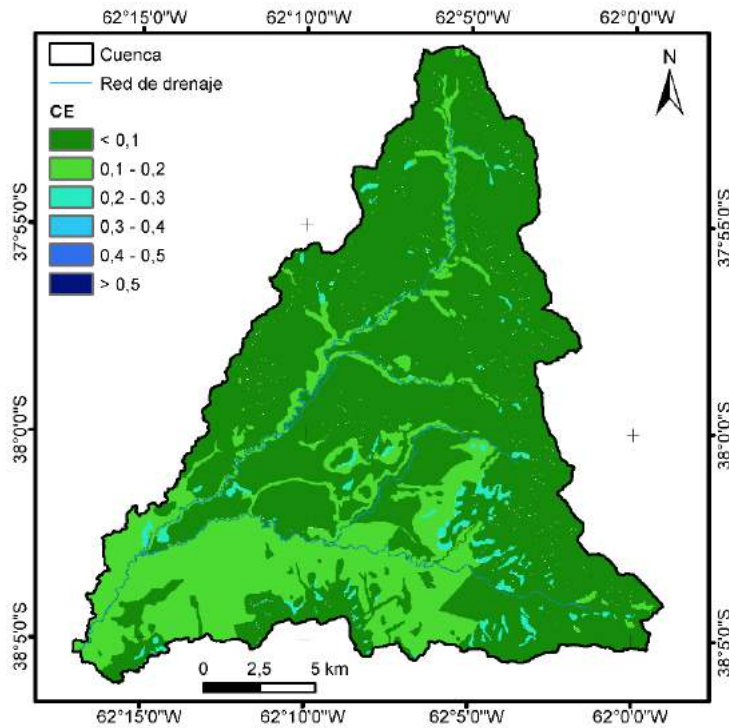 62°15'0"W 62°10'0"W 62°5'0"W 62°0'0"W
Cuenca
Red de drenaje
CE
< 0,1
0,1 - 0,2
0,2 - 0,3
0,3 - 0,4
0,4 - 0,5
> 0,5
N
37°55'0"S
38°0'0"S
38°5'0"S
37°55'0"S
38°0'0"S
38°5'0"S
0 2,5 5 km
62°15'0"W 62°10'0"W 62°5'0"W 62°0'0"W